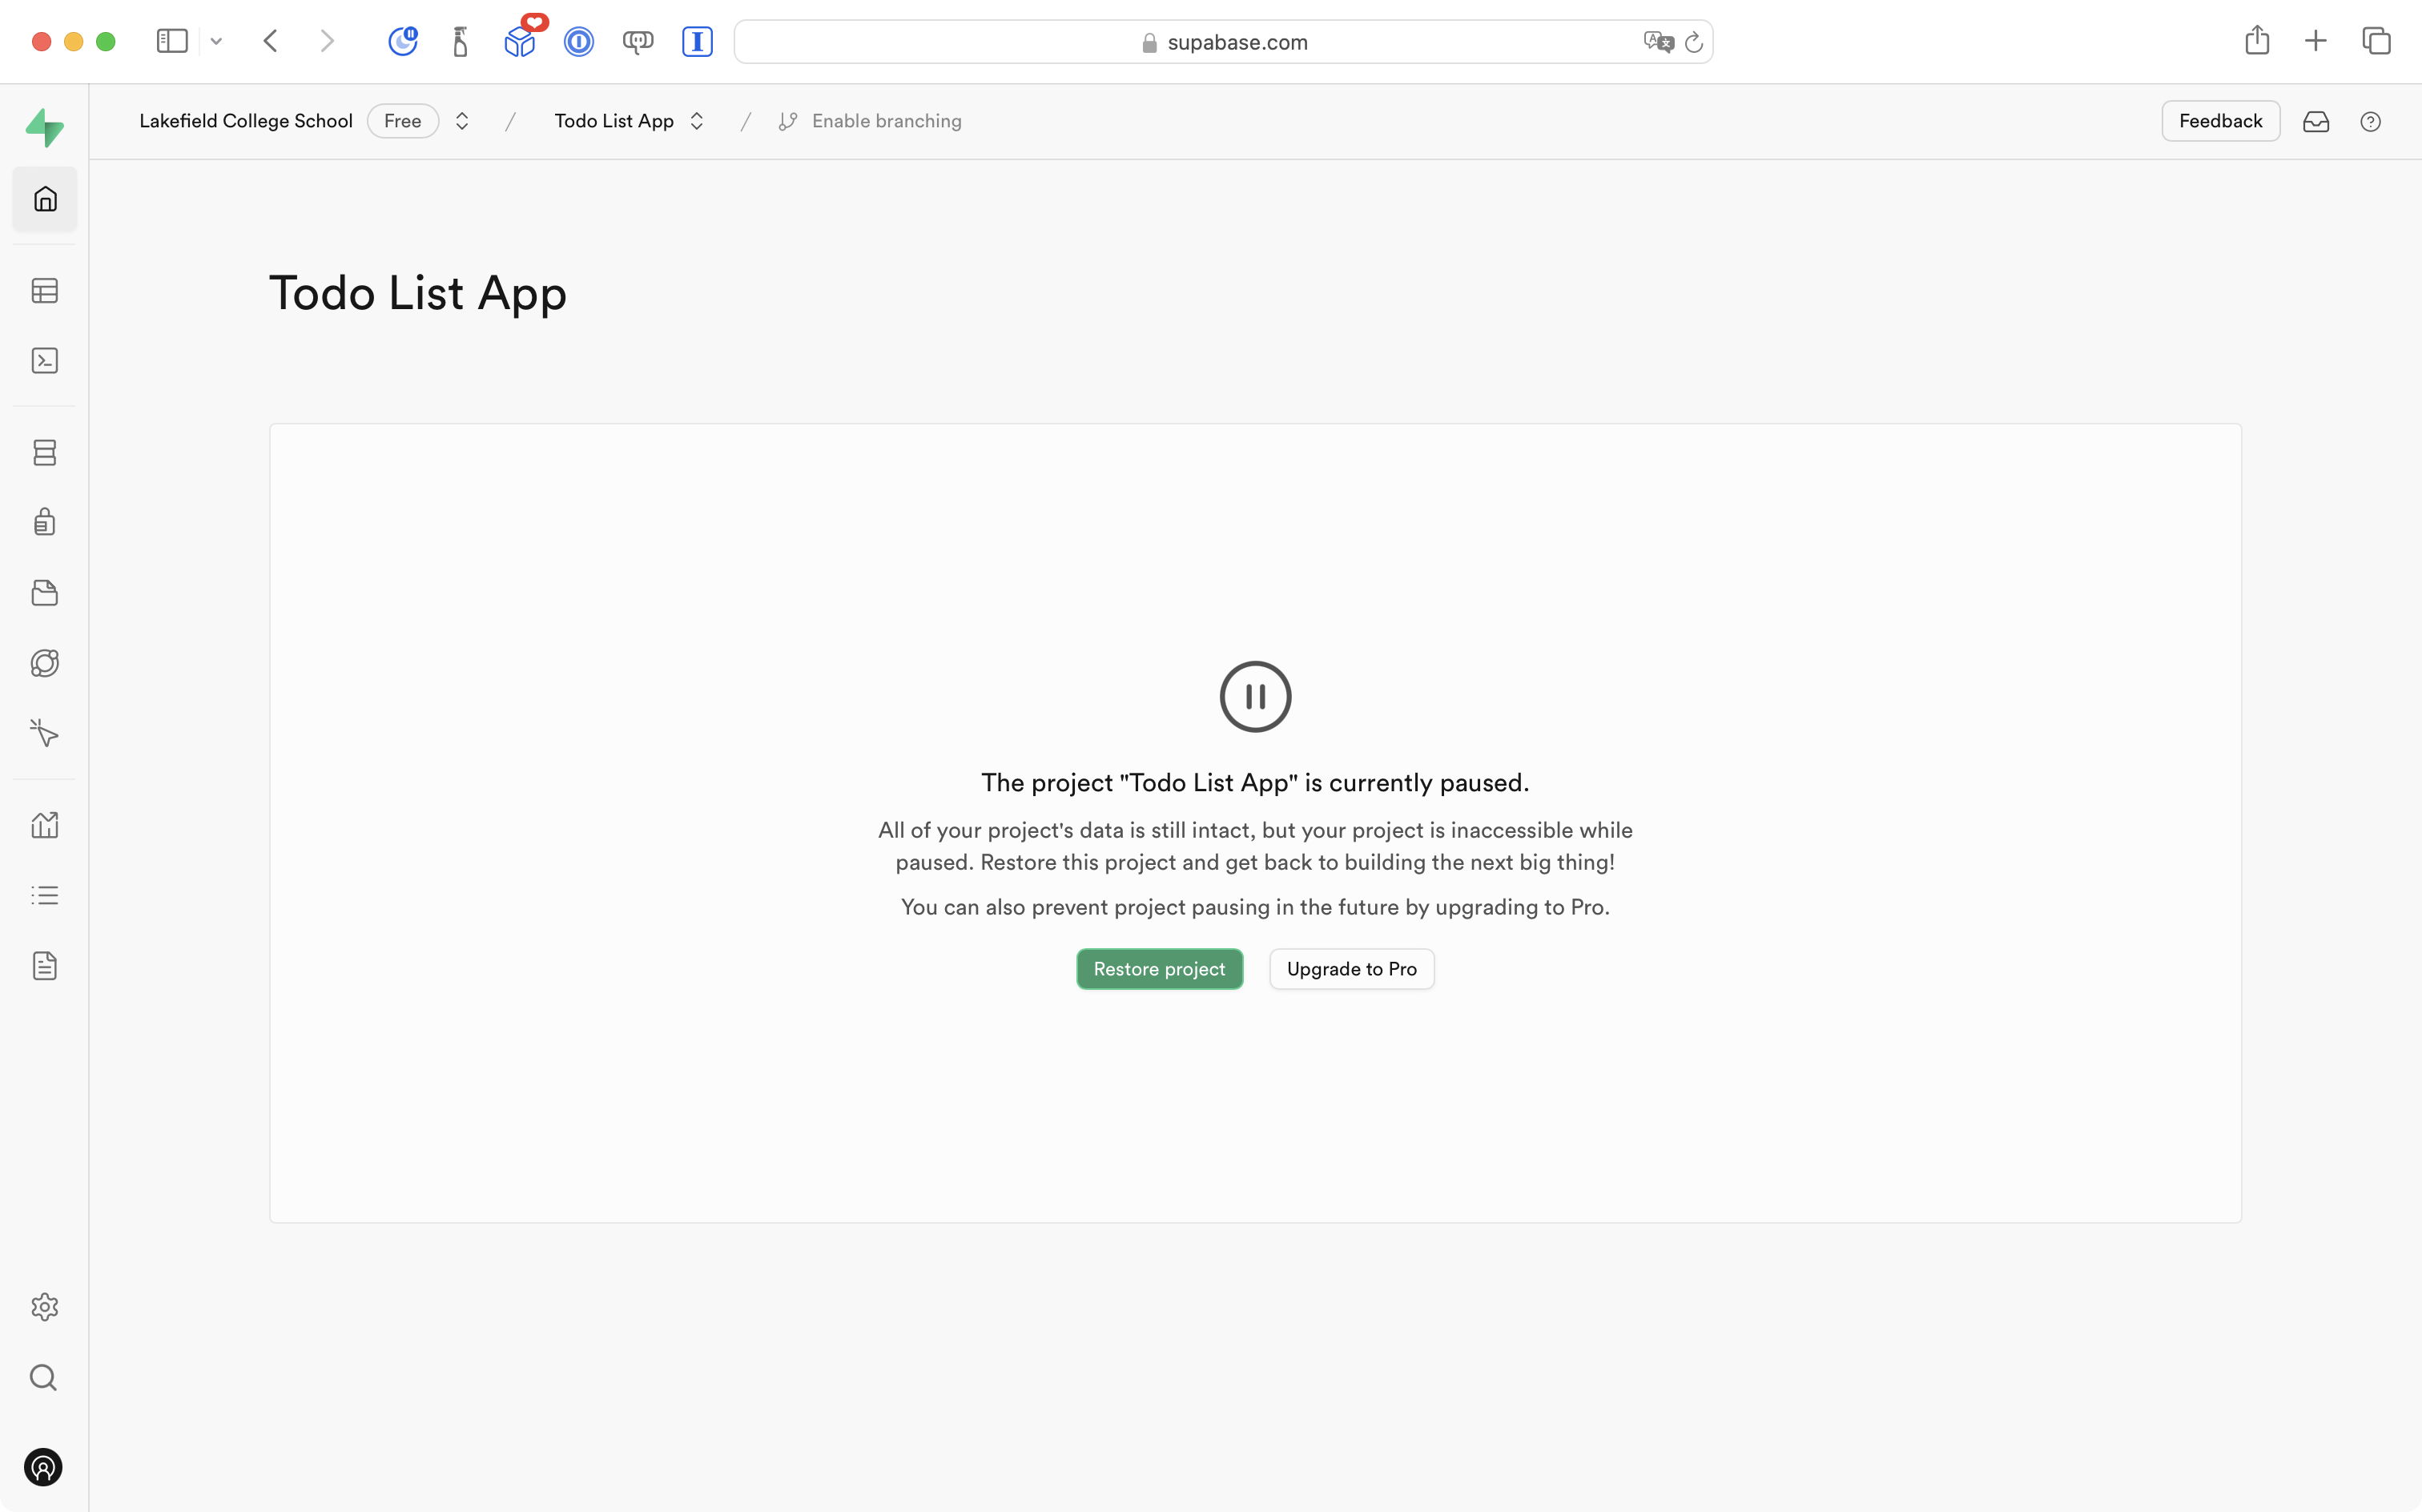 supabase.com
Lakefield College School Free / Todo List App / Enable branching Feedback
Todo List App
The project "Todo List App" is currently paused.
All of your project's data is still intact, but your project is inaccessible while
paused. Restore this project and get back to building the next big thing!
You can also prevent project pausing in the future by upgrading to Pro.
Restore project Upgrade to Pro